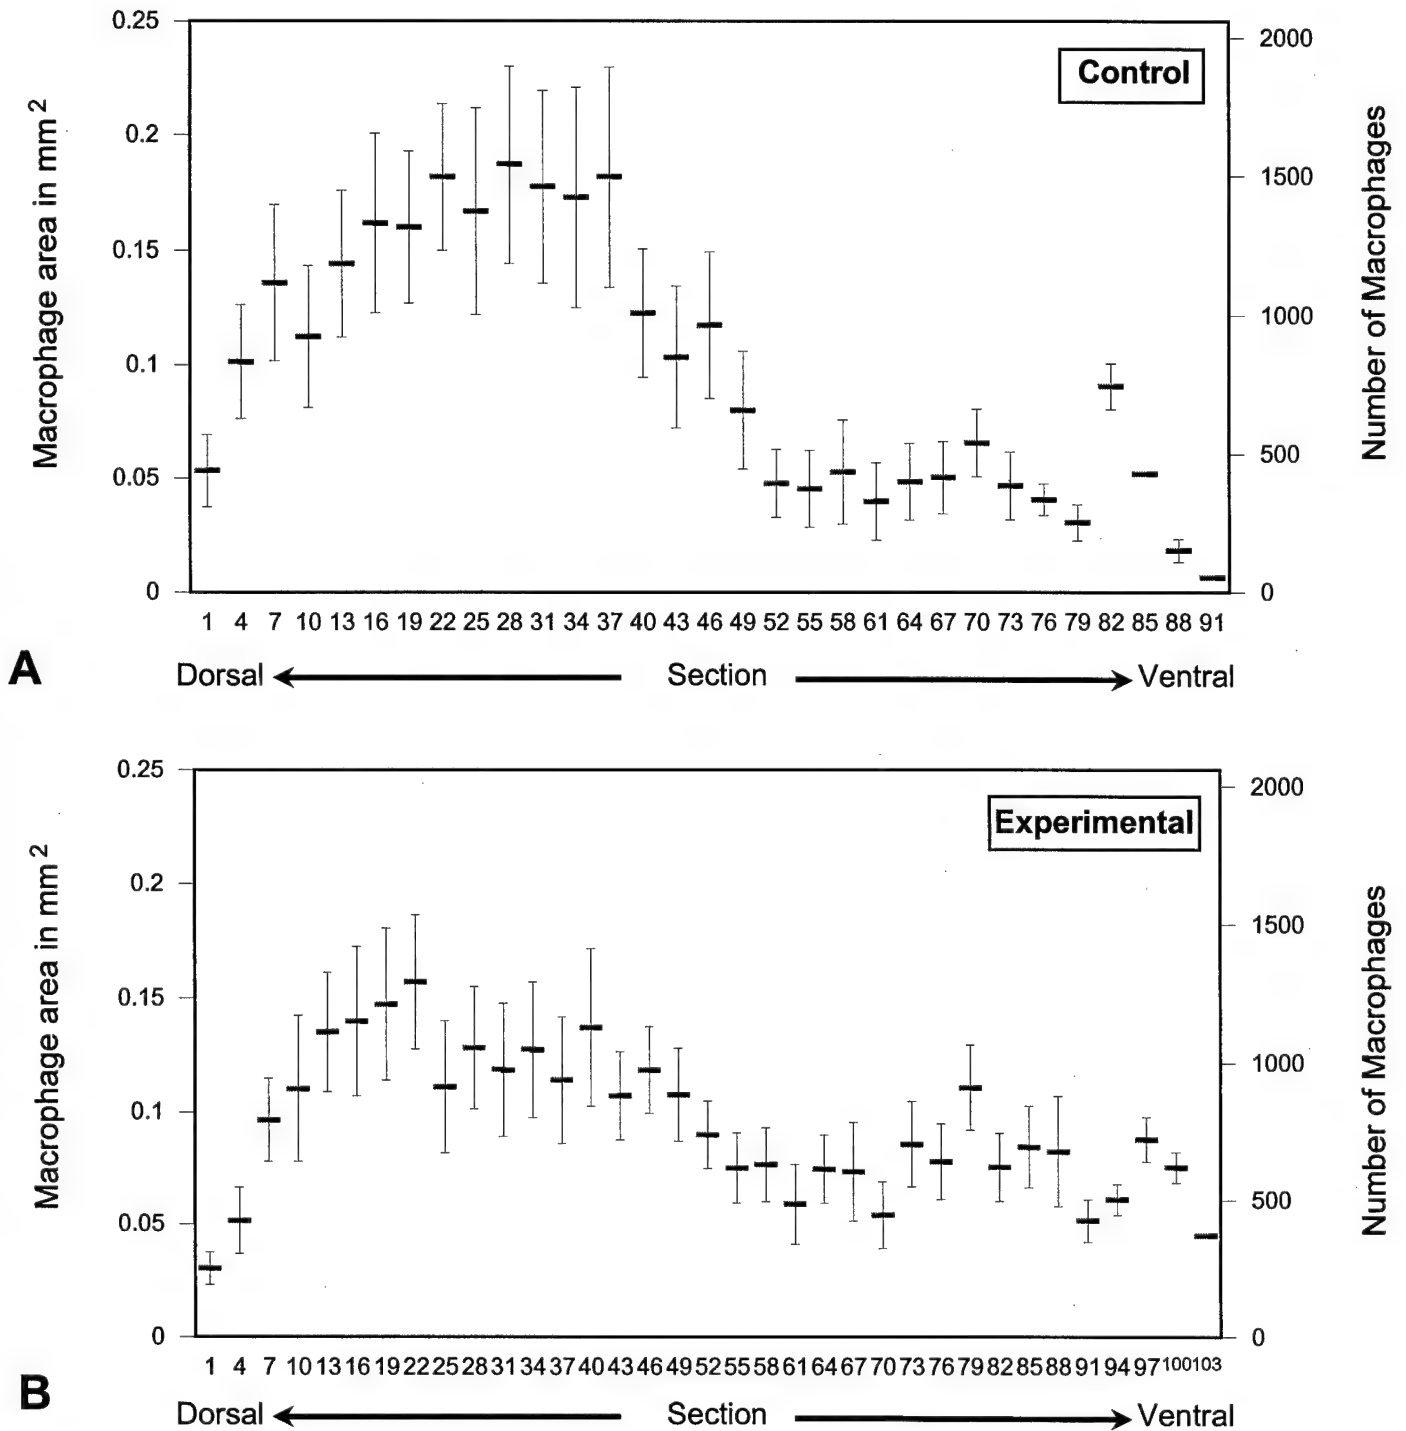 0.25
0.2
0.15
0.1
0.05
0
Macrophage area in mm2
Control
2000
1500
1000
500
0
Number of Macrophages
1 4 7 10 13 16 19 22 25 28 31 34 37 40 43 46 49 52 55 58 61 64 67 70 73 76 79 82 85 88 91
A
Dorsal Section Ventral
0.25
0.2
0.15
0.1
0.05
0
Macrophage area in mm2
Experimental
2000
1500
1000
500
0
Number of Macrophages
1 4 7 10 13 16 19 22 25 28 31 34 37 40 43 46 49 52 55 58 61 64 67 70 73 76 79 82 85 88 91 94 97 100 103
B
Dorsal Section Ventral